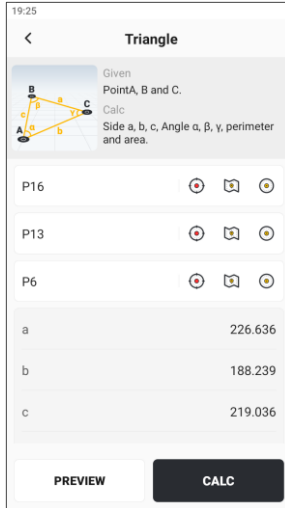 19:25
Triangle
Given
PointA, B and C.
Calc
Side a, b, c, Angle α, β, γ, perimeter
and area.
B
β
a
C
c
γ
α
A
b
P16
P13
P6
a 226.636
b 188.239
c 219.036
PREVIEW CALC